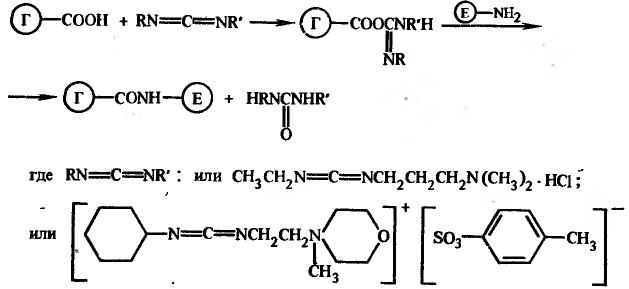 Г—COOH + RN=C=NR′ → Г—COOCNR′H E—NH₂ →
NR
→ Г—CONH—E + HRNCNHR′
O
где RN=C=NR′ : или CH₃CH₂N=C=NCH₂CH₂CH₂N(CH₃)₂ · HCl ;
или [ —N=C=NCH₂CH₂N O ]⁺ [ SO₃— —CH₃ ]⁻
CH₃